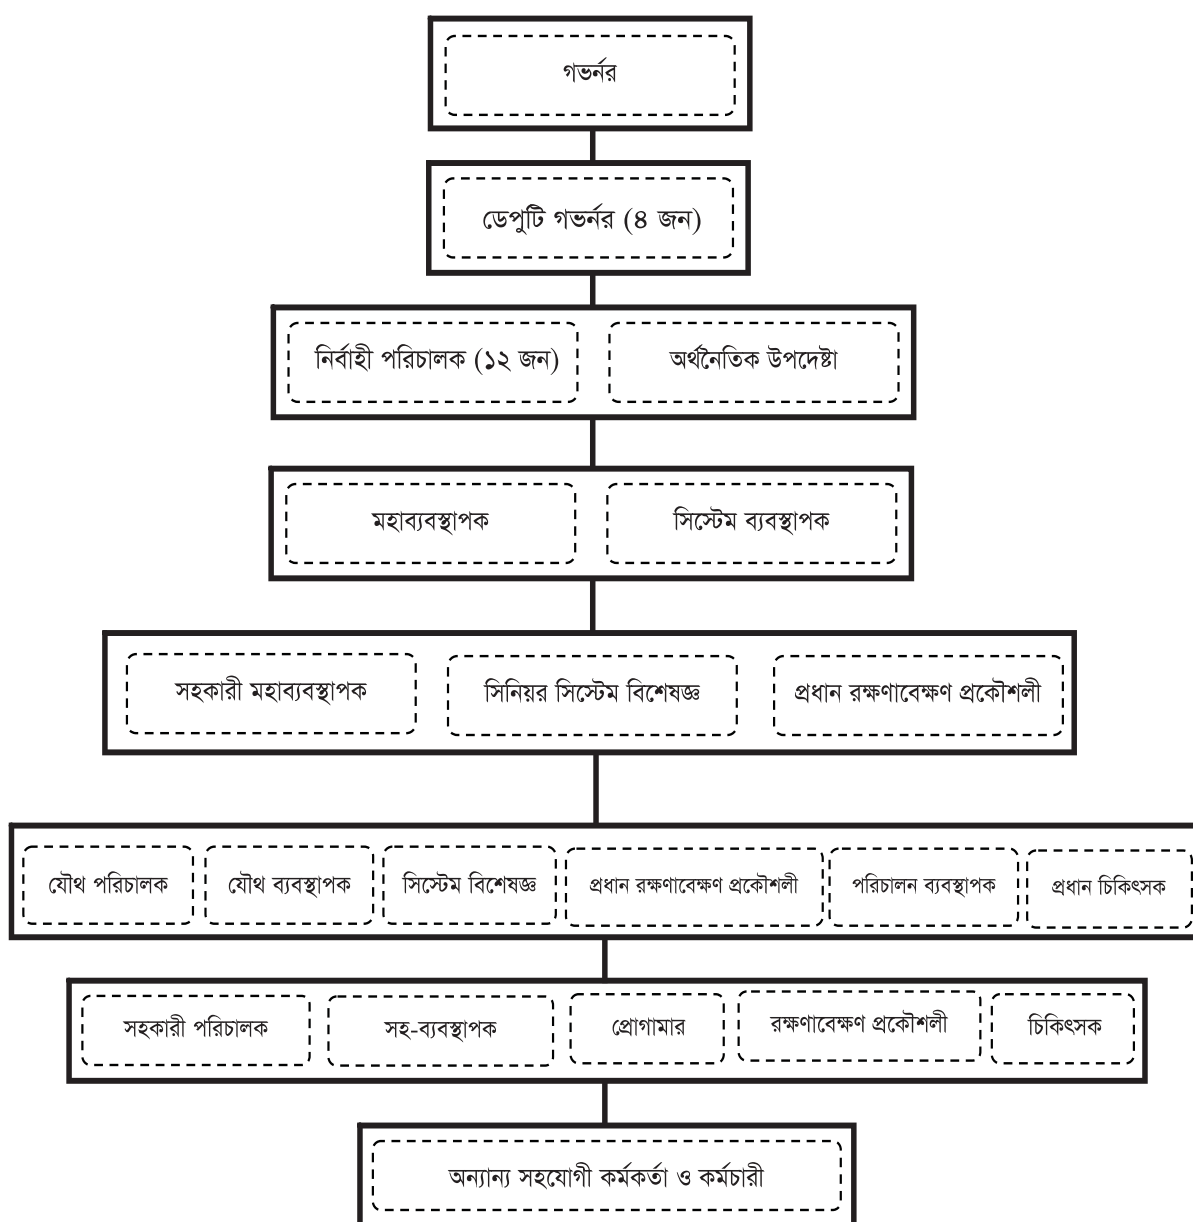 গভর্নর
ডেপুটি গভর্নর (৪ জন)
নির্বাহী পরিচালক (১২ জন) অর্থনৈতিক উপদেষ্টা
মহাব্যবস্থাপক সিস্টেম ব্যবস্থাপক
সহকারী মহাব্যবস্থাপক সিনিয়র সিস্টেম বিশেষজ্ঞ প্রধান রক্ষণাবেক্ষণ প্রকৌশলী
যৌথ পরিচালক যৌথ ব্যবস্থাপক সিস্টেম বিশেষজ্ঞ প্রধান রক্ষণাবেক্ষণ প্রকৌশলী পরিচালন ব্যবস্থাপক প্রধান চিকিৎসক
সহকারী পরিচালক সহ-ব্যবস্থাপক প্রোগামার রক্ষণাবেক্ষণ প্রকৌশলী চিকিৎসক
অন্যান্য সহযোগী কর্মকর্তা ও কর্মচারী